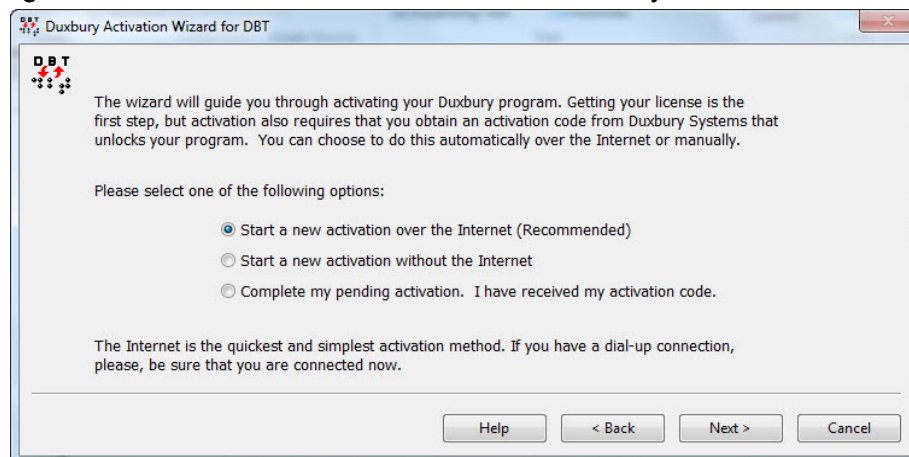 Duxbury Activation Wizard for DBT
DBT
The wizard will guide you through activating your Duxbury program. Getting your license is the
first step, but activation also requires that you obtain an activation code from Duxbury Systems that
unlocks your program. You can choose to do this automatically over the Internet or manually.
Please select one of the following options:
Start a new activation over the Internet (Recommended)
Start a new activation without the Internet
Complete my pending activation. I have received my activation code.
The Internet is the quickest and simplest activation method. If you have a dial-up connection,
please, be sure that you are connected now.
Help < Back Next > Cancel